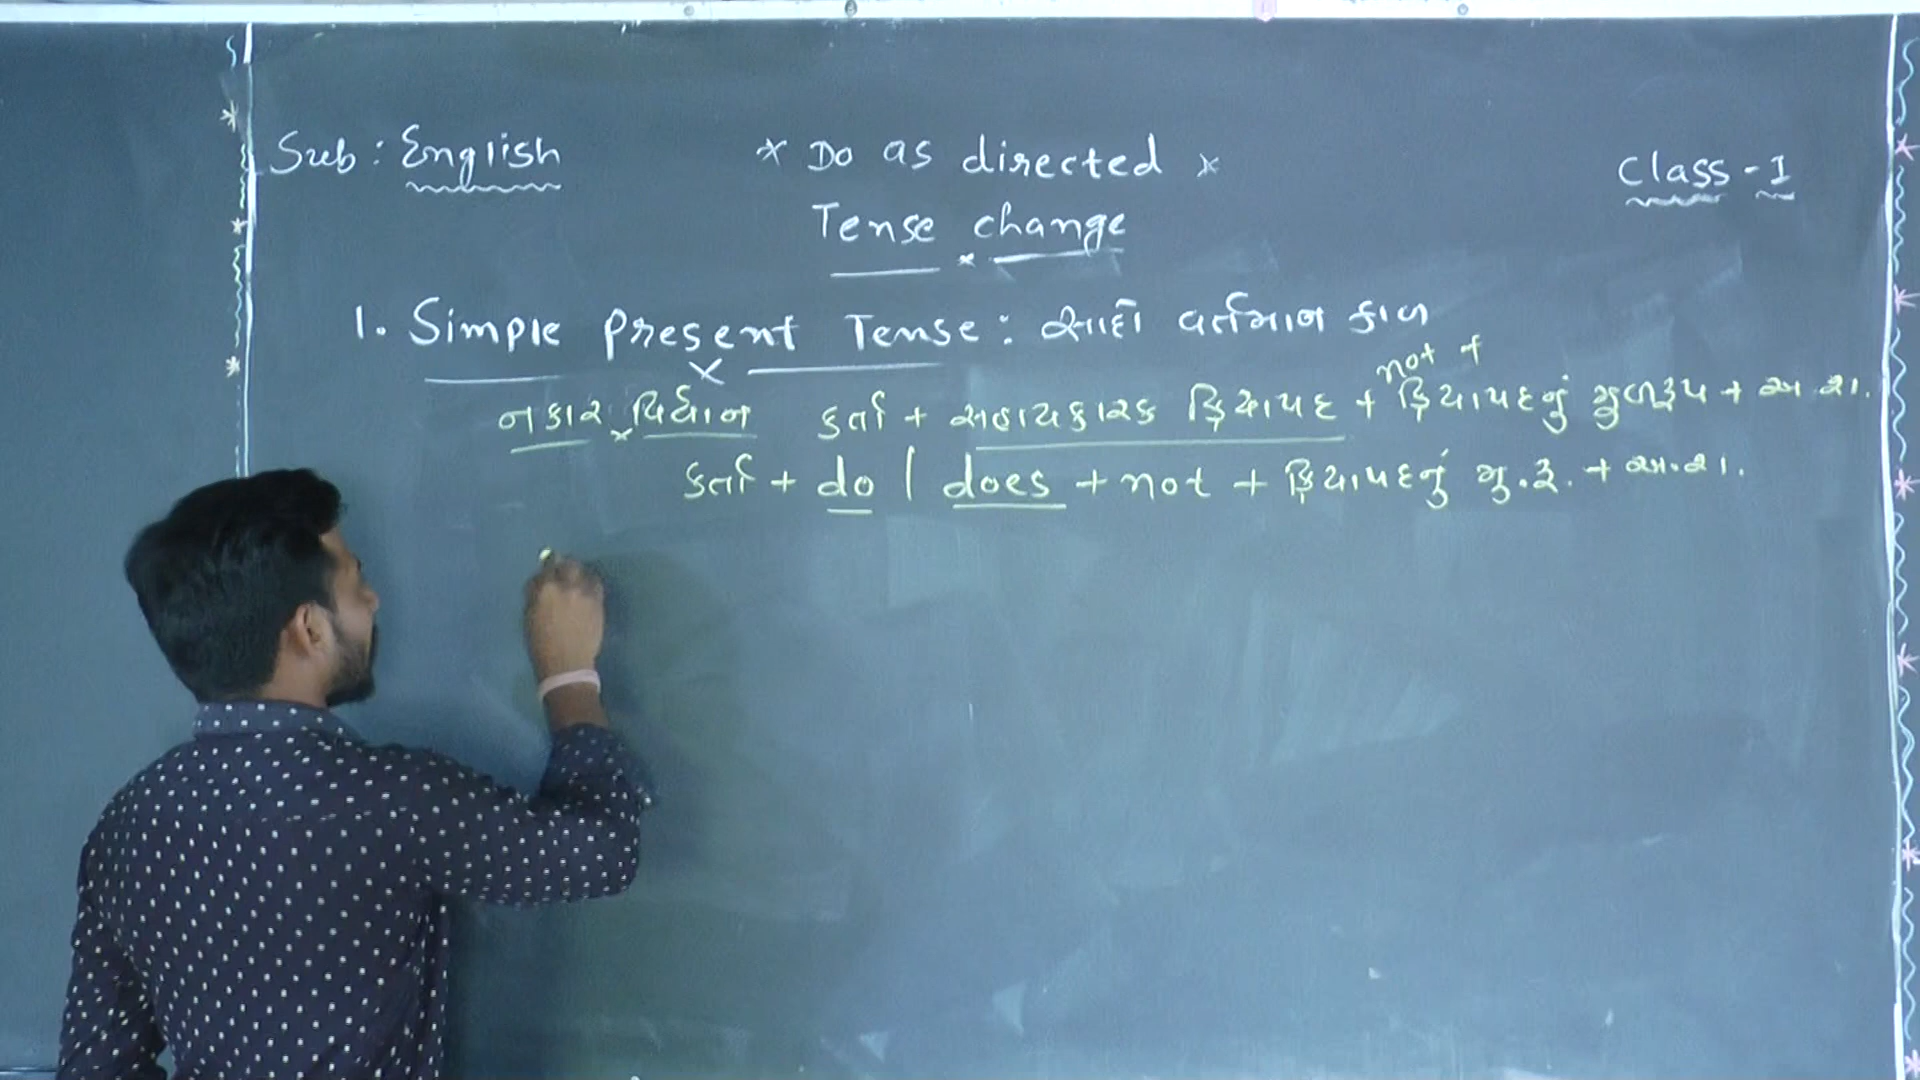 Sub : English
* Do as directed *
Class - 1
Tense change
1. Simple Present Tense : સાદો વર્તમાન કાળ
નકાર વિધાન કર્તા + સહાયકારક ક્રિયાપદ + not + ક્રિયાપદનું મુળરૂપ + અ. શ.
કર્તા + do / does + not + ક્રિયાપદનું મુ.રૂ. + અ.શ.